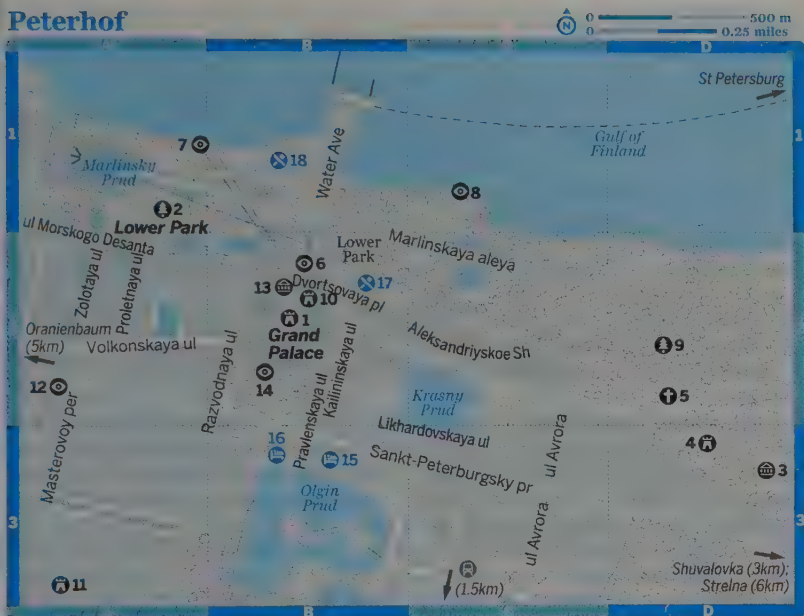 Peterhof
N
0 500 m
0 0.25 miles
B
D
1
1
St Petersburg
Gulf of
Finland
7
18
Water Ave
Marlinsky
Prud
8
2
Lower Park
ul Morskogo Desanta
Lower
Park
Marlinskaya aleya
6
17
13
Dvortsovaya pl
10
Zolotaya ul
Proletnaya ul
1
Grand
Palace
Oranienbaum
(5km)
Volkonskaya ul
Razvodnaya ul
Aleksandriyskoe Sh
9
14
12
Pravlenskaya ul
Kalininskaya ul
Krasny
Prud
5
Masterovoy per
Likhardovskaya ul
ul Avrora
16
15
Sankt-Peterburgsky pr
4
3
Olgin
Prud
3
3
ul Avrora
11
(1.5km)
Shuvalovka (3km);
Strelna (6km)
B
D